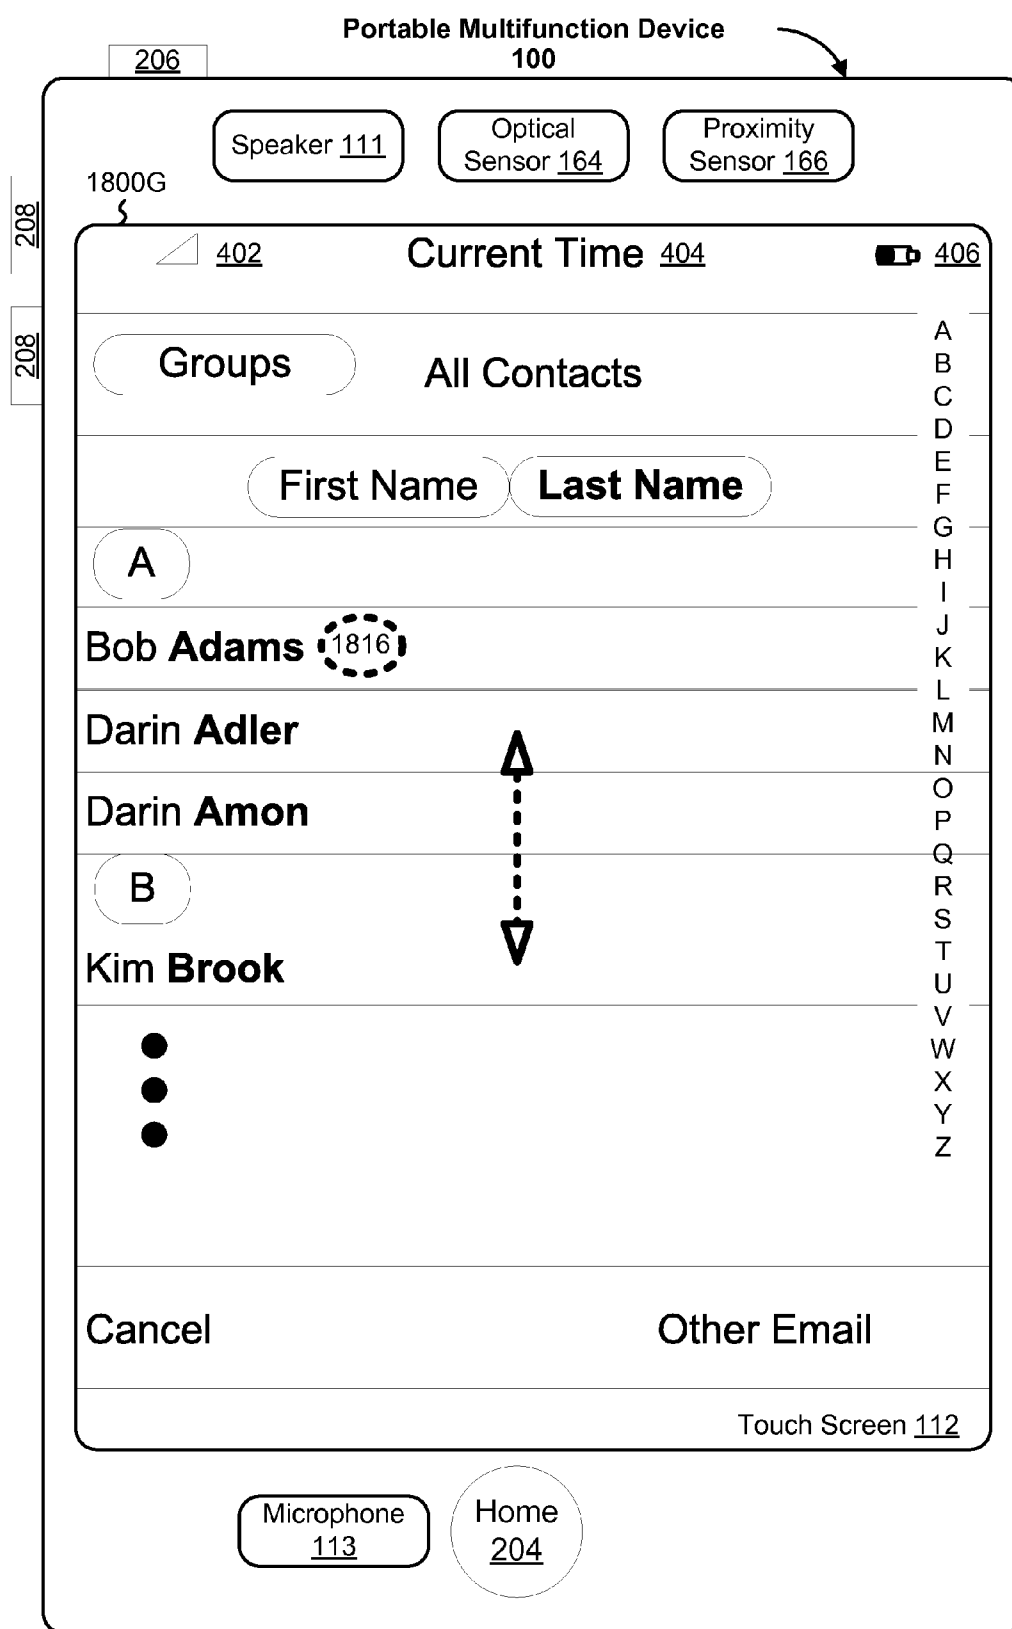 Portable Multifunction Device
100
206
Speaker 111
Optical
Sensor 164
Proximity
Sensor 166
1800G
208
208
402
Current Time 404
406
Groups
All Contacts
First Name
Last Name
A
Bob Adams
1816
Darin Adler
Darin Amon
B
Kim Brook
A
B
C
D
E
F
G
H
I
J
K
L
M
N
O
P
Q
R
S
T
U
V
W
X
Y
Z
Cancel
Other Email
Touch Screen 112
Microphone
113
Home
204